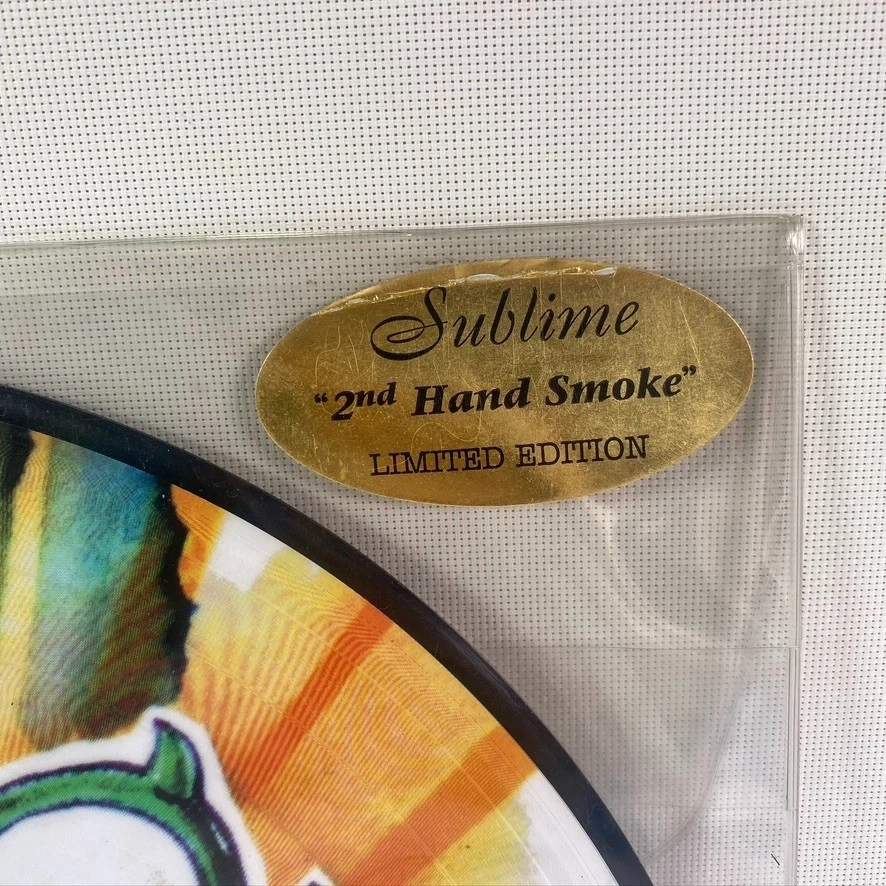 Sublime
“2nd Hand Smoke”
LIMITED EDITION